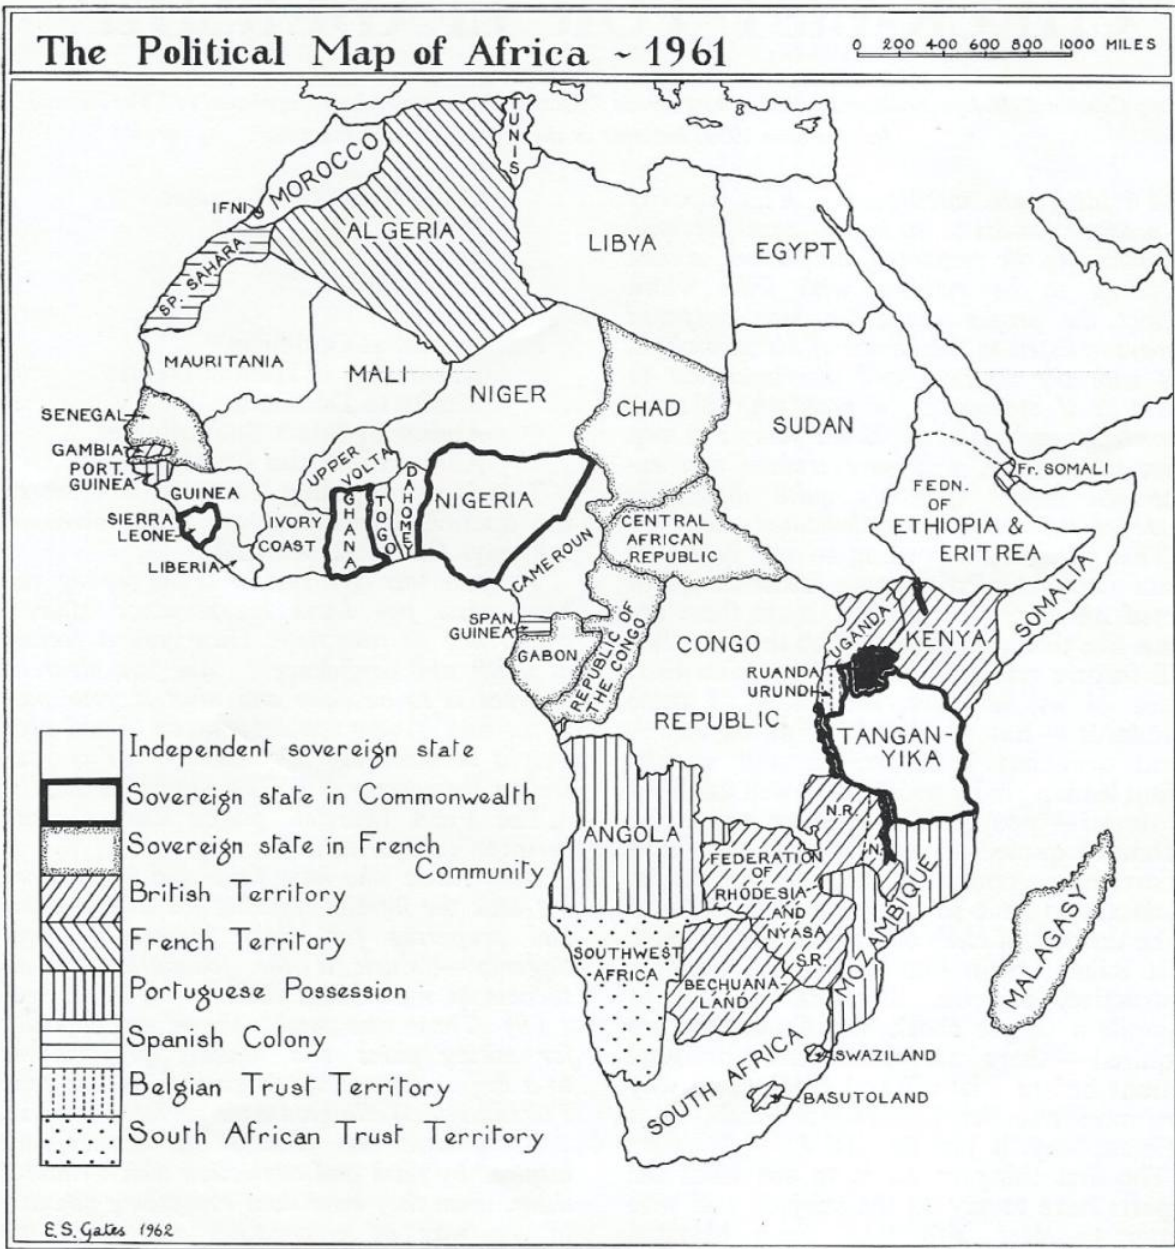 The Political Map of Africa ~ 1961
0 200 400 600 800 1000 MILES
TUNIS
MOROCCO
IFNI
ALGERIA
LIBYA
EGYPT
SP. SAHARA
MAURITANIA
MALI
NIGER
CHAD
SUDAN
SENEGAL
GAMBIA
PORT.
GUINEA
GUINEA
SIERRA
LEONE
LIBERIA
IVORY
COAST
UPPER
VOLTA
GHANA
TOGO
DAHOMEY
NIGERIA
CAMEROUN
CENTRAL
AFRICAN
REPUBLIC
Fr. SOMALI
FEDN.
OF
ETHIOPIA &
ERITREA
SOMALIA
SPAN.
GUINEA
GABON
REPUBLIC OF
THE CONGO
CONGO
REPUBLIC
UGANDA
KENYA
RUANDA
URUNDI
TANGAN-
YIKA
ANGOLA
N.R.
N.
FEDERATION
OF
RHODESIA
AND
NYASA
S.R.
MOZAMBIQUE
MALAGASY
SOUTHWEST
AFRICA
BECHUANA-
LAND
SOUTH AFRICA
SWAZILAND
BASUTOLAND
Independent sovereign state
Sovereign state in Commonwealth
Sovereign state in French
Community
British Territory
French Territory
Portuguese Possession
Spanish Colony
Belgian Trust Territory
South African Trust Territory
E.S. Gates 1962